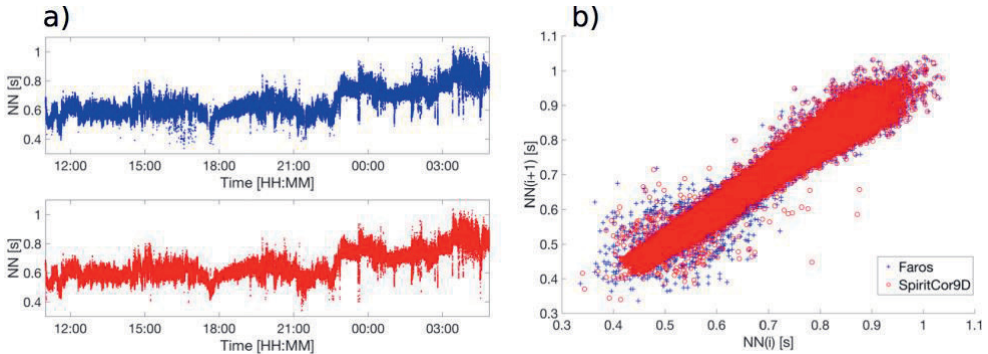 a)
NN [s]
1
0.8
0.6
0.4
12:00 15:00 18:00 21:00 00:00 03:00
Time [HH:MM]
NN [s]
1
0.8
0.6
0.4
12:00 15:00 18:00 21:00 00:00 03:00
Time [HH:MM]
b)
NN(i+1) [s]
1.1
1
0.9
0.8
0.7
0.6
0.5
0.4
0.3
0.3 0.4 0.5 0.6 0.7 0.8 0.9 1 1.1
NN(i) [s]
Faros
SpiritCor9D